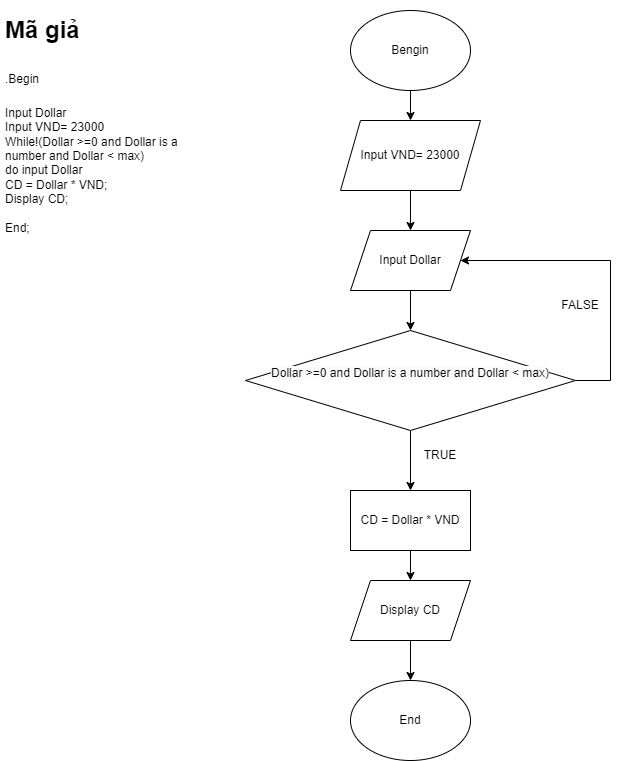 Mã giả
.Begin
Input Dollar
Input VND= 23000
While!(Dollar >=0 and Dollar is a
number and Dollar < max)
do input Dollar
CD = Dollar * VND;
Display CD;
End;
Bengin
Input VND= 23000
Input Dollar
FALSE
Dollar >=0 and Dollar is a number and Dollar < max)
TRUE
CD = Dollar * VND
Display CD
End